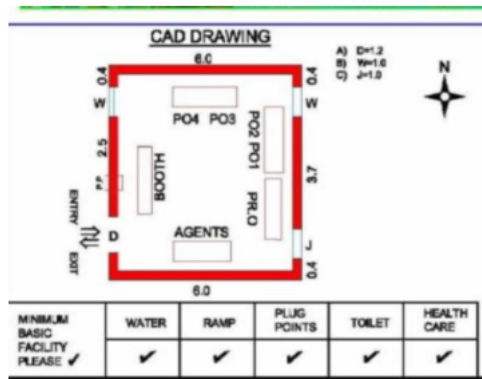 CAD DRAWING
6.0
A) D=1.2
B) W=1.0
C) J=1.0
N
0.4
0.4
W
W
PO4 PO3
PO2 PO1
2.5
3.7
P.P
BOOTH
PR.O
ENTRY
D
AGENTS
EXIT
J
0.4
6.0
MINIMUM BASIC FACILITY PLEASE ✓
WATER
RAMP
PLUG POINTS
TOILET
HEALTH CARE
✓ ✓ ✓ ✓ ✓